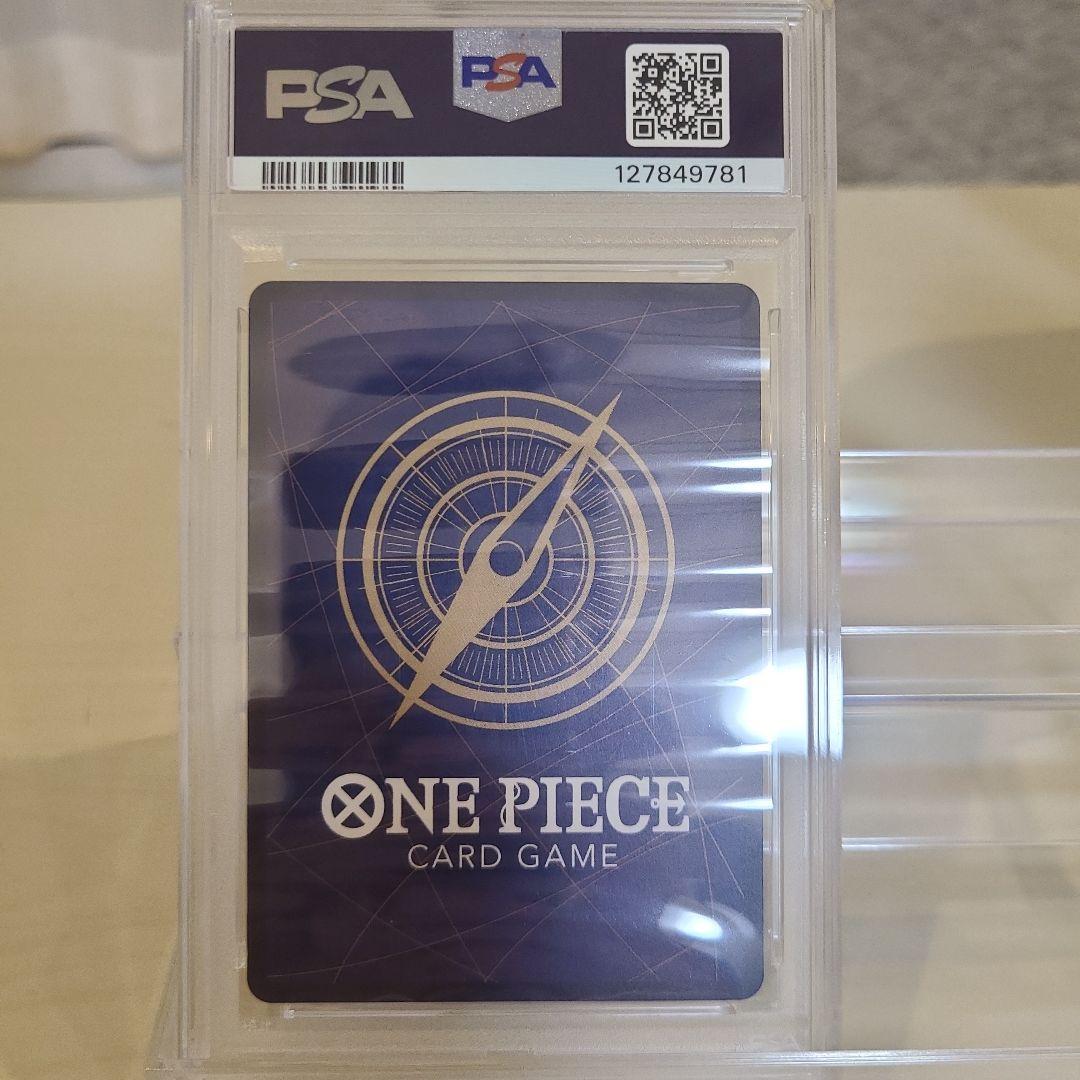 PSA
PSA
127849781
ONE PIECE
CARD GAME